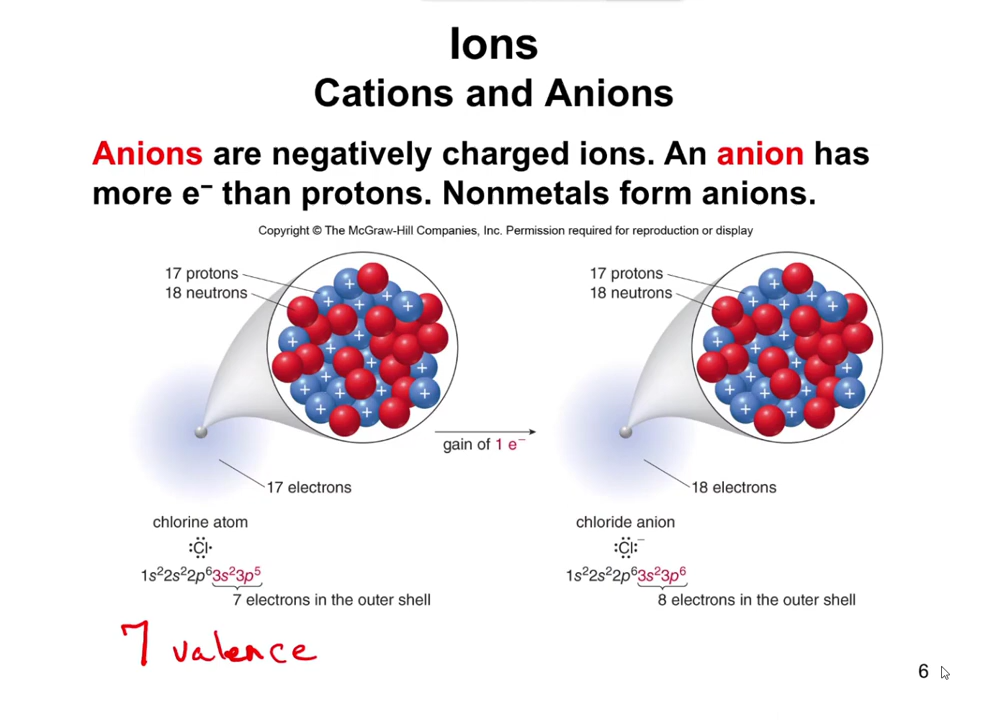 Ions
Cations and Anions
Anions are negatively charged ions. An anion has
more e⁻ than protons. Nonmetals form anions.
Copyright © The McGraw-Hill Companies, Inc. Permission required for reproduction or display
17 protons
18 neutrons
17 protons
18 neutrons
gain of 1 e⁻
17 electrons
18 electrons
chlorine atom
chloride anion
:C̈l·
:C̈l:⁻
1s²2s²2p⁶3s²3p⁵
1s²2s²2p⁶3s²3p⁶
7 electrons in the outer shell
8 electrons in the outer shell
7 valence
6